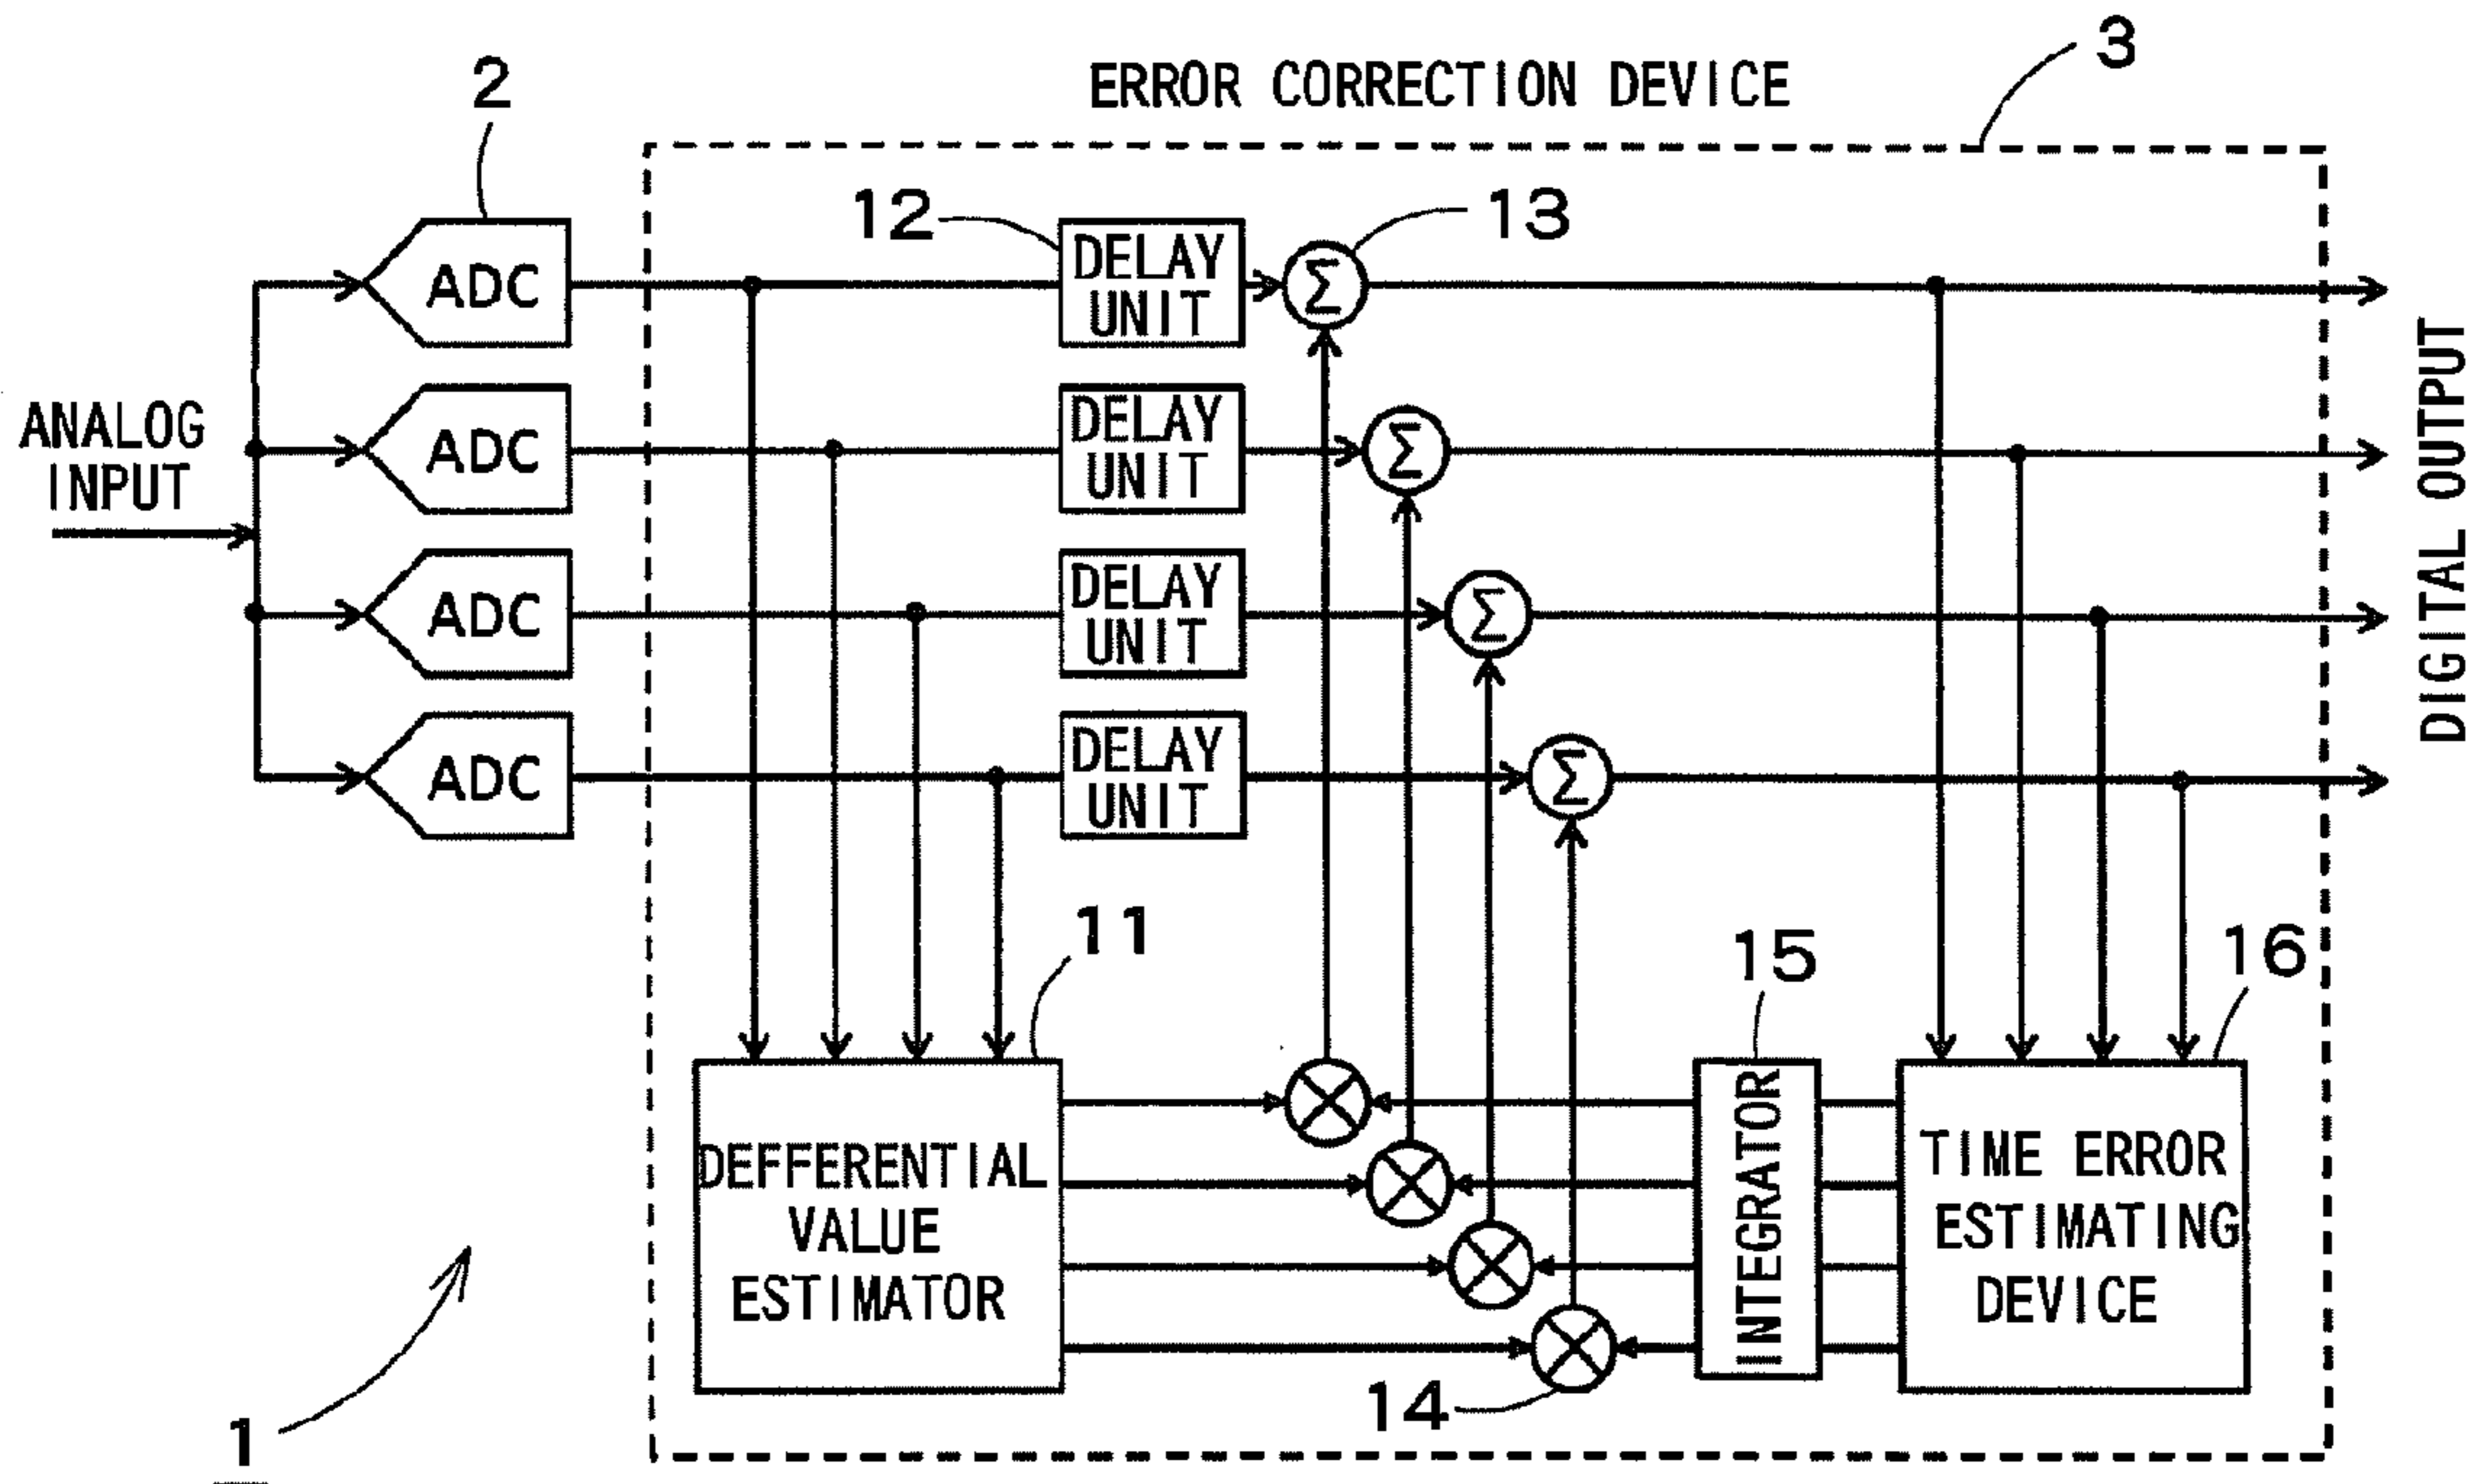 ERROR CORRECTION DEVICE
3
2
12
13
DELAY
UNIT
Σ
ADC
ANALOG
INPUT
DELAY
UNIT
Σ
ADC
DELAY
UNIT
Σ
ADC
DELAY
UNIT
Σ
ADC
DIGITAL OUTPUT
11
15
16
DEFFERENTIAL
VALUE
ESTIMATOR
INTEGRATOR
TIME ERROR
ESTIMATING
DEVICE
14
1